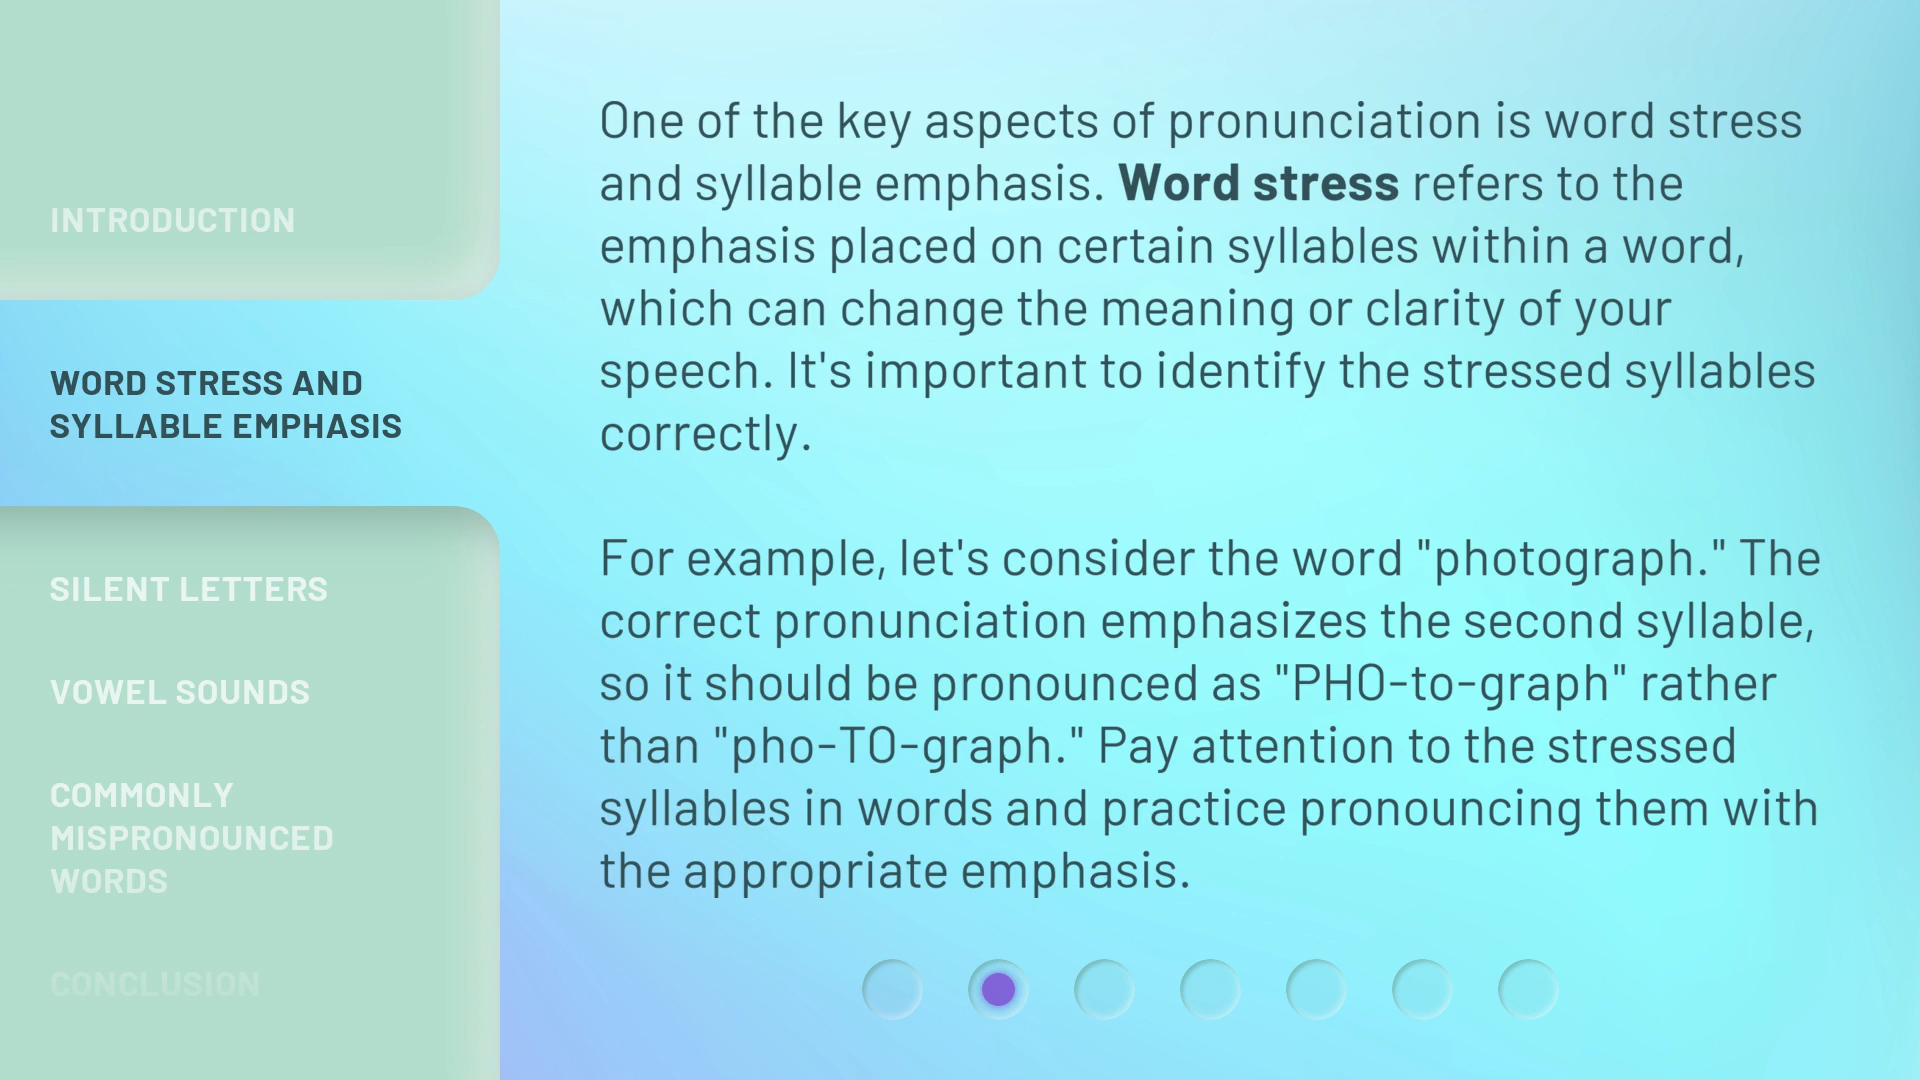 INTRODUCTION
WORD STRESS AND
SYLLABLE EMPHASIS
SILENT LETTERS
VOWEL SOUNDS
COMMONLY
MISPRONOUNCED
WORDS
CONCLUSION
One of the key aspects of pronunciation is word stress
and syllable emphasis. Word stress refers to the
emphasis placed on certain syllables within a word,
which can change the meaning or clarity of your
speech. It's important to identify the stressed syllables
correctly.
For example, let's consider the word "photograph." The
correct pronunciation emphasizes the second syllable,
so it should be pronounced as "PHO-to-graph" rather
than "pho-TO-graph." Pay attention to the stressed
syllables in words and practice pronouncing them with
the appropriate emphasis.